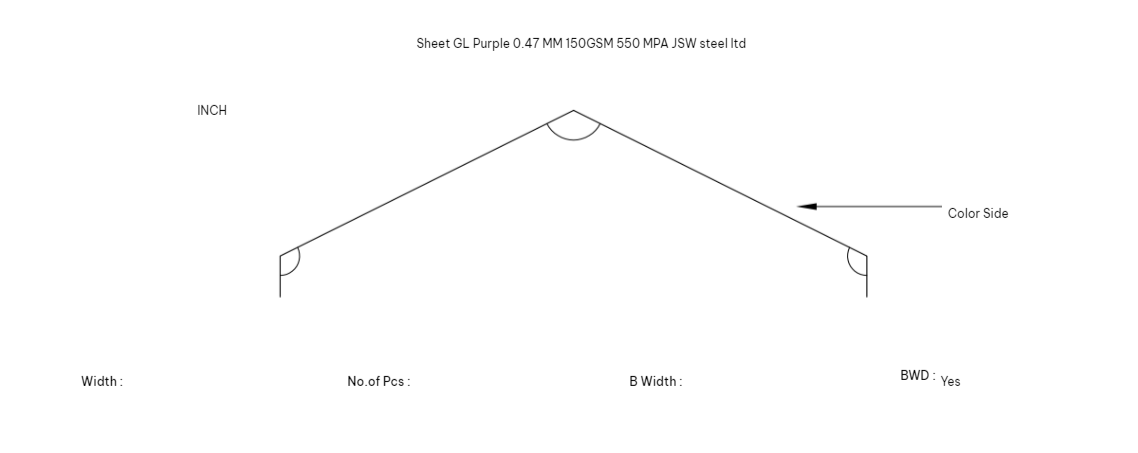 Sheet GL Purple 0.47 MM 150GSM 550 MPA JSW steel ltd
INCH
Color Side
Width :
No.of Pcs :
B Width :
BWD : Yes